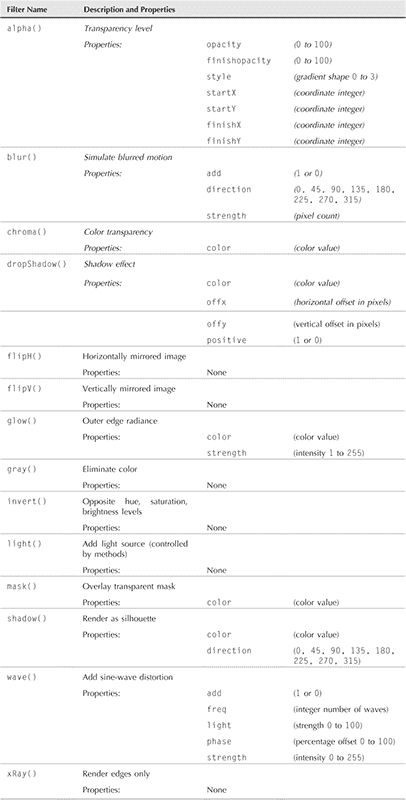 Filter Name Description and Properties
alpha() Transparency level
Properties: opacity (0 to 100)
finishopacity (0 to 100)
style (gradient shape 0 to 3)
startX (coordinate integer)
startY (coordinate integer)
finishX (coordinate integer)
finishY (coordinate integer)
blur() Simulate blurred motion
Properties: add (1 or 0)
direction (0, 45, 90, 135, 180,
225, 270, 315)
strength (pixel count)
chroma() Color transparency
Properties: color (color value)
dropShadow() Shadow effect
Properties: color (color value)
offx (horizontal offset in pixels)
offy (vertical offset in pixels)
positive (1 or 0)
flipH() Horizontally mirrored image
Properties: None
flipV() Vertically mirrored image
Properties: None
glow() Outer edge radiance
Properties: color (color value)
strength (intensity 1 to 255)
gray() Eliminate color
Properties: None
invert() Opposite hue, saturation,
brightness levels
Properties: None
light() Add light source (controlled
by methods)
Properties: None
mask() Overlay transparent mask
Properties: color (color value)
shadow() Render as silhouette
Properties: color (color value)
direction (0, 45, 90, 135, 180,
225, 270, 315)
wave() Add sine-wave distortion
Properties: add (1 or 0)
freq (integer number of waves)
light (strength 0 to 100)
phase (percentage offset 0 to 100)
strength (intensity 0 to 255)
xRay() Render edges only
Properties: None